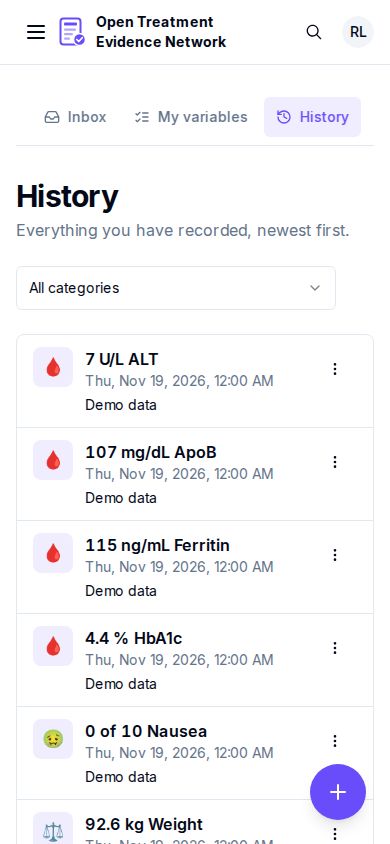 Open Treatment
Evidence Network
RL
Inbox
My variables
History
History
Everything you have recorded, newest first.
All categories
7 U/L ALT
Thu, Nov 19, 2026, 12:00 AM
Demo data
107 mg/dL ApoB
Thu, Nov 19, 2026, 12:00 AM
Demo data
115 ng/mL Ferritin
Thu, Nov 19, 2026, 12:00 AM
Demo data
4.4 % HbA1c
Thu, Nov 19, 2026, 12:00 AM
Demo data
0 of 10 Nausea
Thu, Nov 19, 2026, 12:00 AM
Demo data
92.6 kg Weight